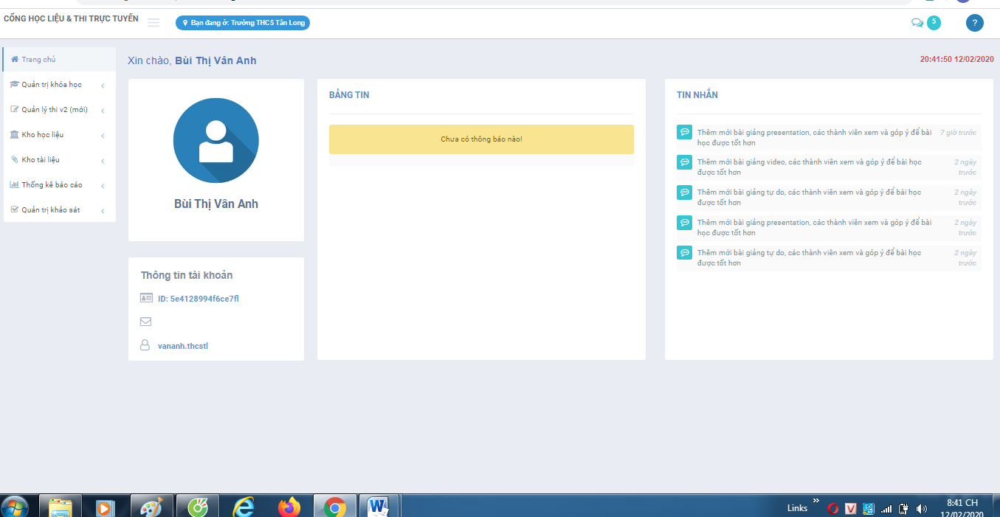 CỔNG HỌC LIỆU & THI TRỰC TUYẾN
Bạn đang ở: Trường THCS Tân Long
5
?
Trang chủ
Quản trị khóa học
Quản lý thi v2 (mới)
Kho học liệu
Kho tài liệu
Thống kê báo cáo
Quản trị khảo sát
Xin chào, Bùi Thị Vân Anh
20:41:50 12/02/2020
Bùi Thị Vân Anh
Thông tin tài khoản
ID: 5e4128994f6ce7fl
vananh.thcstl
BẢNG TIN
Chưa có thông báo nào!
TIN NHẮN
Thêm mới bài giảng presentation, các thành viên xem và góp ý để bài
học được tốt hơn
7 giờ trước
Thêm mới bài giảng video, các thành viên xem và góp ý để bài học
được tốt hơn
2 ngày
trước
Thêm mới bài giảng tự do, các thành viên xem và góp ý để bài học
được tốt hơn
2 ngày
trước
Thêm mới bài giảng presentation, các thành viên xem và góp ý để bài
học được tốt hơn
2 ngày
trước
Thêm mới bài giảng tự do, các thành viên xem và góp ý để bài học
được tốt hơn
2 ngày
trước
Links
8:41 CH
12/02/2020